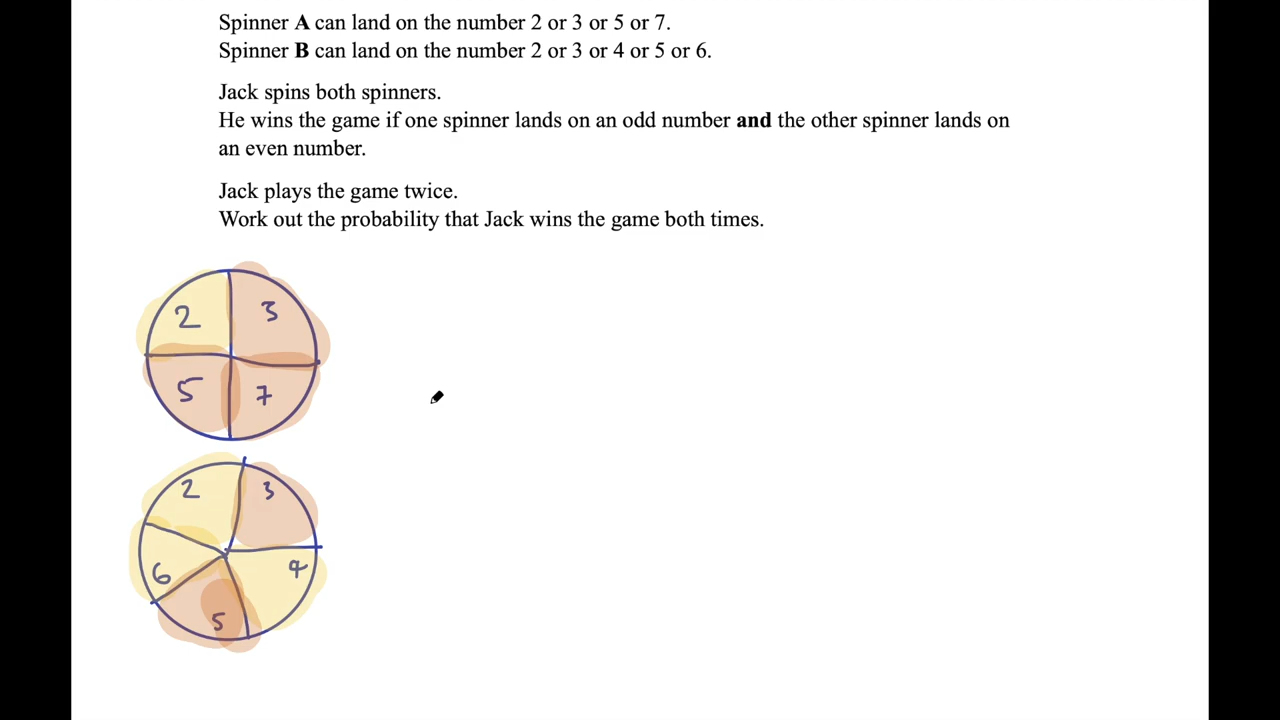 Spinner A can land on the number 2 or 3 or 5 or 7.
Spinner B can land on the number 2 or 3 or 4 or 5 or 6.
Jack spins both spinners.
He wins the game if one spinner lands on an odd number and the other spinner lands on
an even number.
Jack plays the game twice.
Work out the probability that Jack wins the game both times.
2 3
5 7
2 3
6 4
5